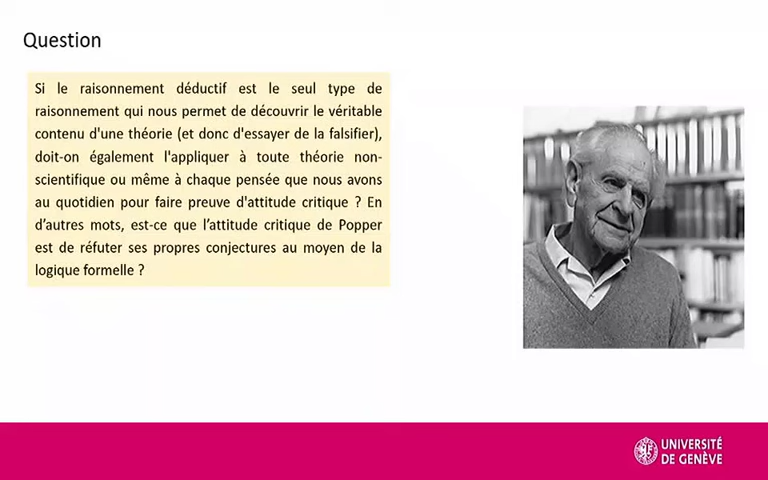 Question
Si le raisonnement déductif est le seul type de
raisonnement qui nous permet de découvrir le véritable
contenu d'une théorie (et donc d'essayer de la falsifier),
doit-on également l'appliquer à toute théorie non-
scientifique ou même à chaque pensée que nous avons
au quotidien pour faire preuve d'attitude critique ? En
d'autres mots, est-ce que l’attitude critique de Popper
est de réfuter ses propres conjectures au moyen de la
logique formelle ?
UNIVERSITÉ
DE GENÈVE